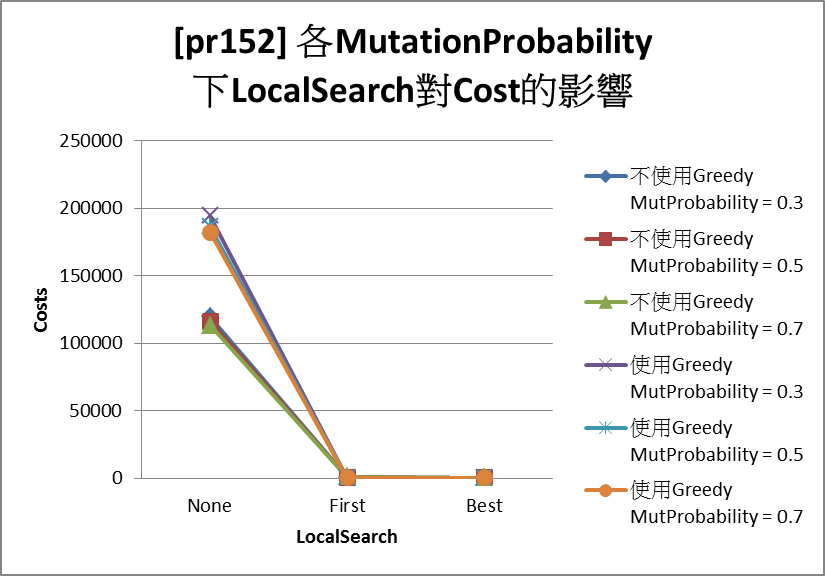 [pr152] 各MutationProbability
下LocalSearch對Cost的影響
250000
200000
150000
100000
50000
0
Costs
None
First
Best
LocalSearch
不使用Greedy
MutProbability = 0.3
不使用Greedy
MutProbability = 0.5
不使用Greedy
MutProbability = 0.7
使用Greedy
MutProbability = 0.3
使用Greedy
MutProbability = 0.5
使用Greedy
MutProbability = 0.7